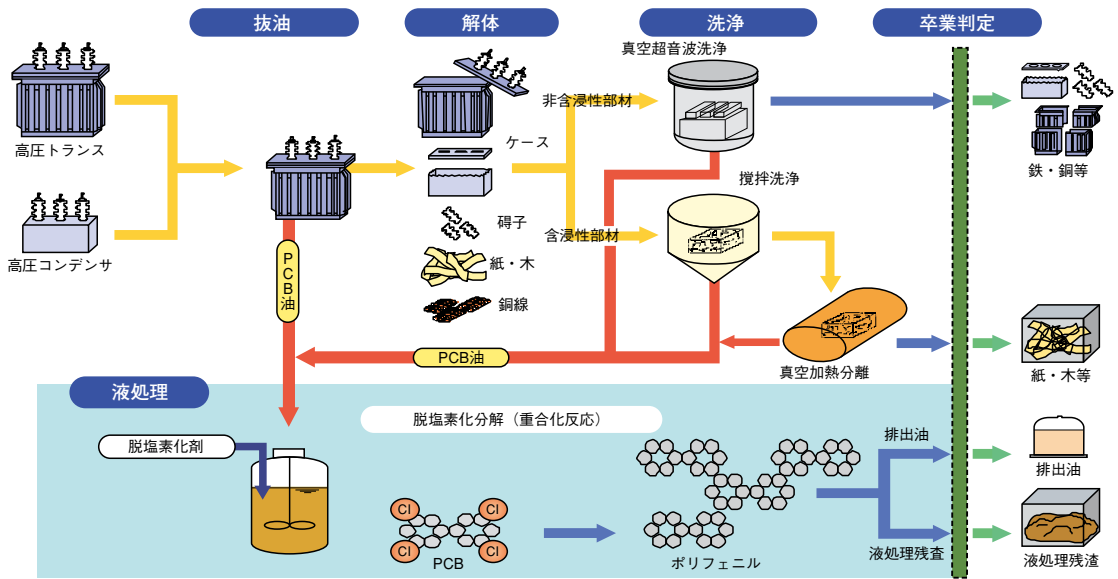 抜油
解体
洗浄
卒業判定
高圧トランス
高圧コンデンサ
PCB油
ケース
碍子
紙・木
銅線
非含浸性部材
含浸性部材
真空超音波洗浄
攪拌洗浄
真空加熱分離
PCB油
鉄・銅等
紙・木等
液処理
脱塩素化分解（重合化反応）
脱塩素化剤
Cl
Cl
Cl
Cl
PCB
ポリフェニル
排出油
液処理残査
排出油
液処理残渣